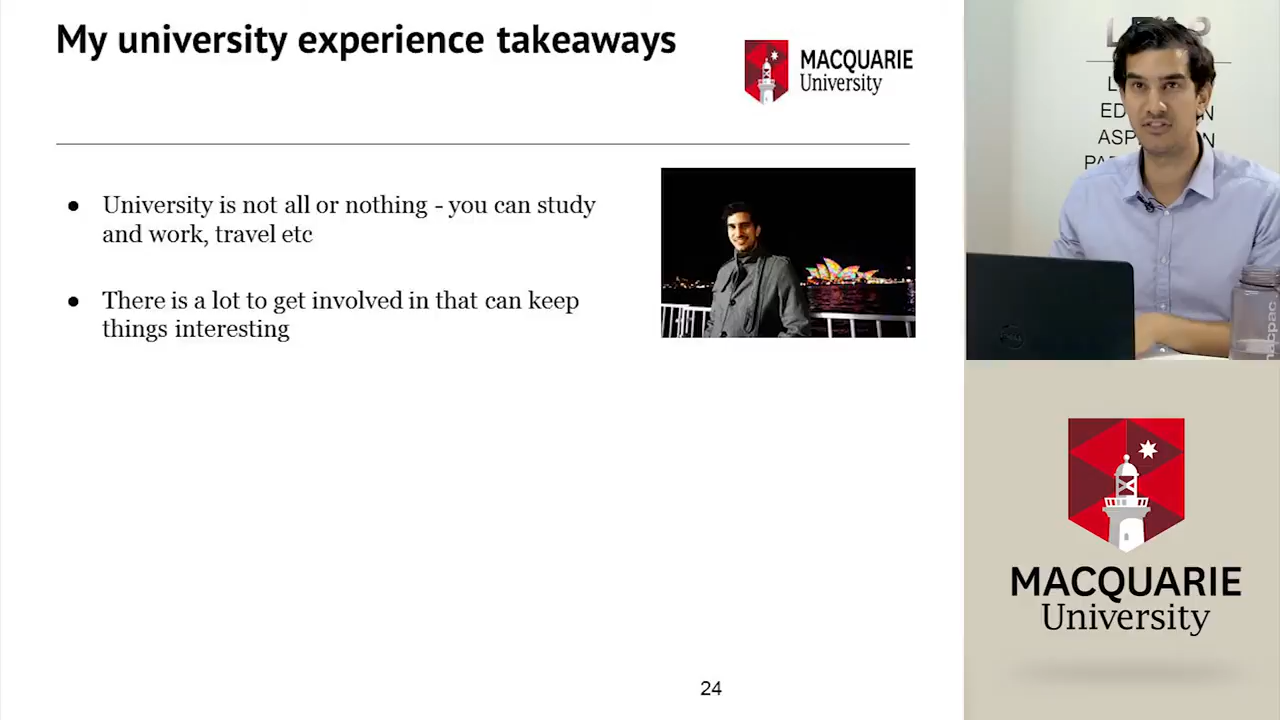 My university experience takeaways
MACQUARIE
University
● University is not all or nothing - you can study
and work, travel etc
● There is a lot to get involved in that can keep
things interesting
24
LEAP
MACQUARIE
University